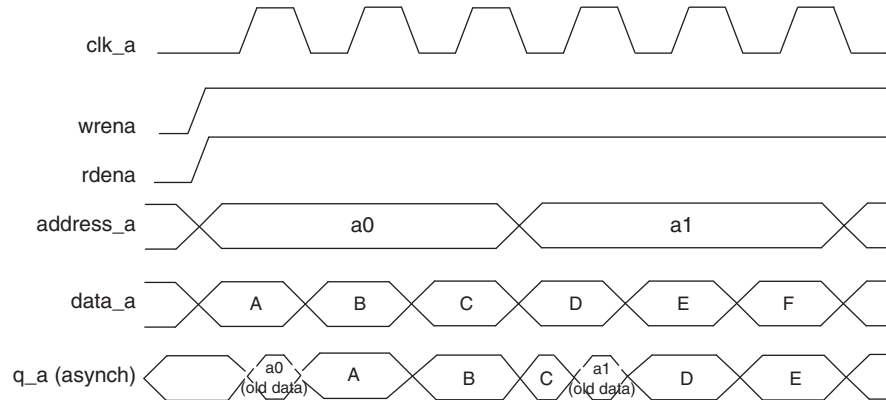 clk_a
wrena
rdena
address_a a0 a1
data_a A B C D E F
q_a (asynch) a0 (old data) A B C a1 (old data) D E